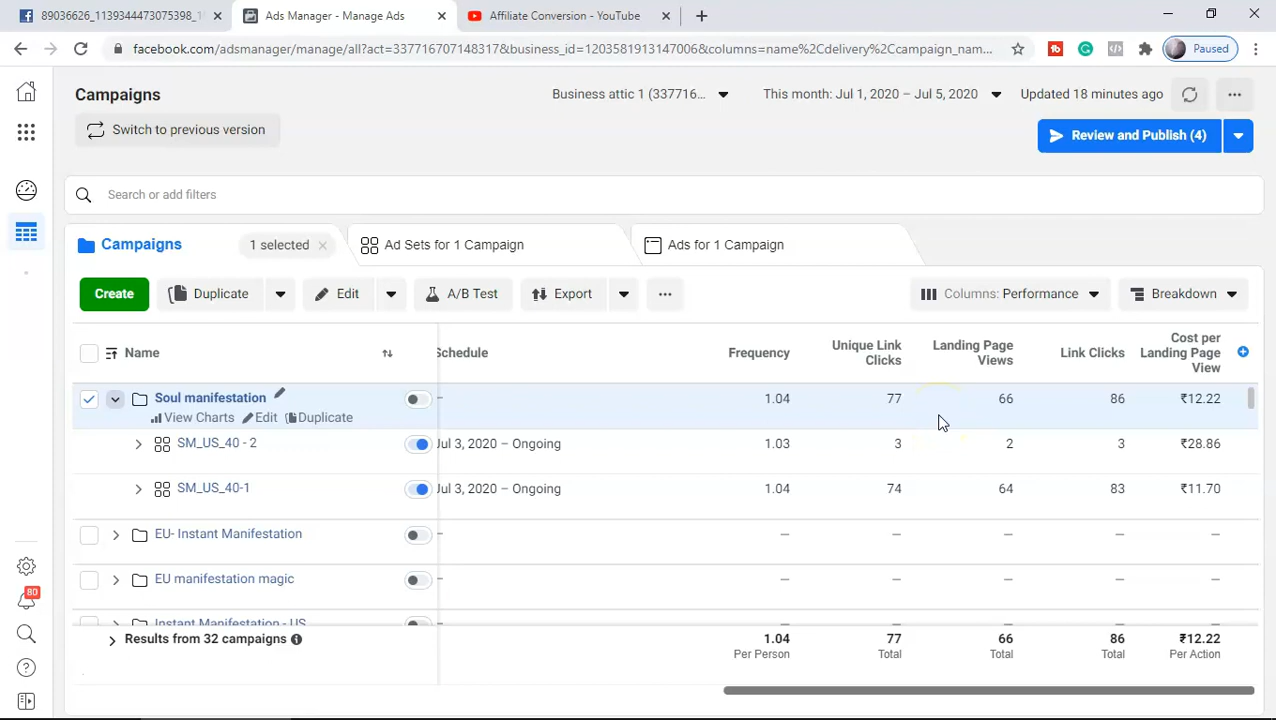 89036626_1139344473075398_1
Ads Manager - Manage Ads
Affiliate Conversion - YouTube
facebook.com/adsmanager/manage/all?act=337716707148317&business_id=1203581913147006&columns=name%2Cdelivery%2Ccampaign_nam...
Paused
Campaigns
Business attic 1 (337716...
This month: Jul 1, 2020 – Jul 5, 2020
Updated 18 minutes ago
Switch to previous version
Review and Publish (4)
Search or add filters
Campaigns
1 selected
Ad Sets for 1 Campaign
Ads for 1 Campaign
Create
Duplicate
Edit
A/B Test
Export
Columns: Performance
Breakdown
Name
Schedule
Frequency
Unique Link Clicks
Landing Page Views
Link Clicks
Cost per Landing Page View
Soul manifestation
– 1.04 77 66 86 ₹12.22
View Charts Edit Duplicate
SM_US_40 - 2
Jul 3, 2020 – Ongoing 1.03 3 2 3 ₹28.86
SM_US_40-1
Jul 3, 2020 – Ongoing 1.04 74 64 83 ₹11.70
EU- Instant Manifestation
– – – – – –
EU manifestation magic
– – – – – –
Instant Manifestation - US
Results from 32 campaigns
1.04 77 66 86 ₹12.22
Per Person Total Total Total Per Action
80